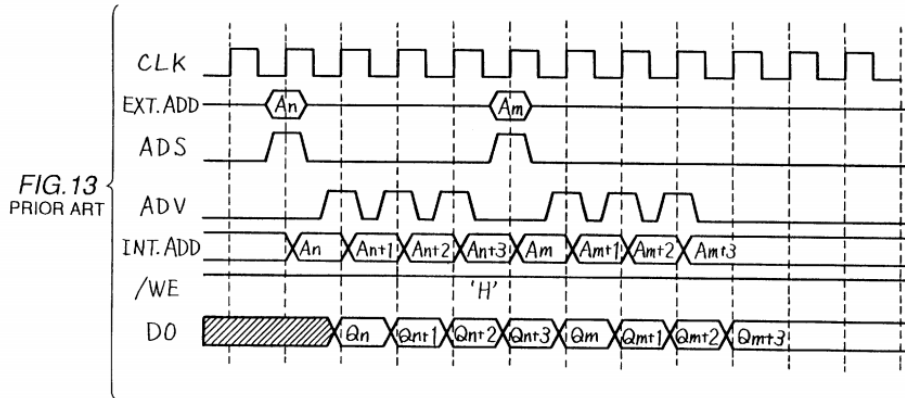 CLK
EXT.ADD An Am
ADS
FIG.13
PRIOR ART
ADV
INT.ADD An An+1 An+2 An+3 Am Am+1 Am+2 Am+3
/WE 'H'
DO Qn Qn+1 Qn+2 Qn+3 Qm Qm+1 Qm+2 Qm+3